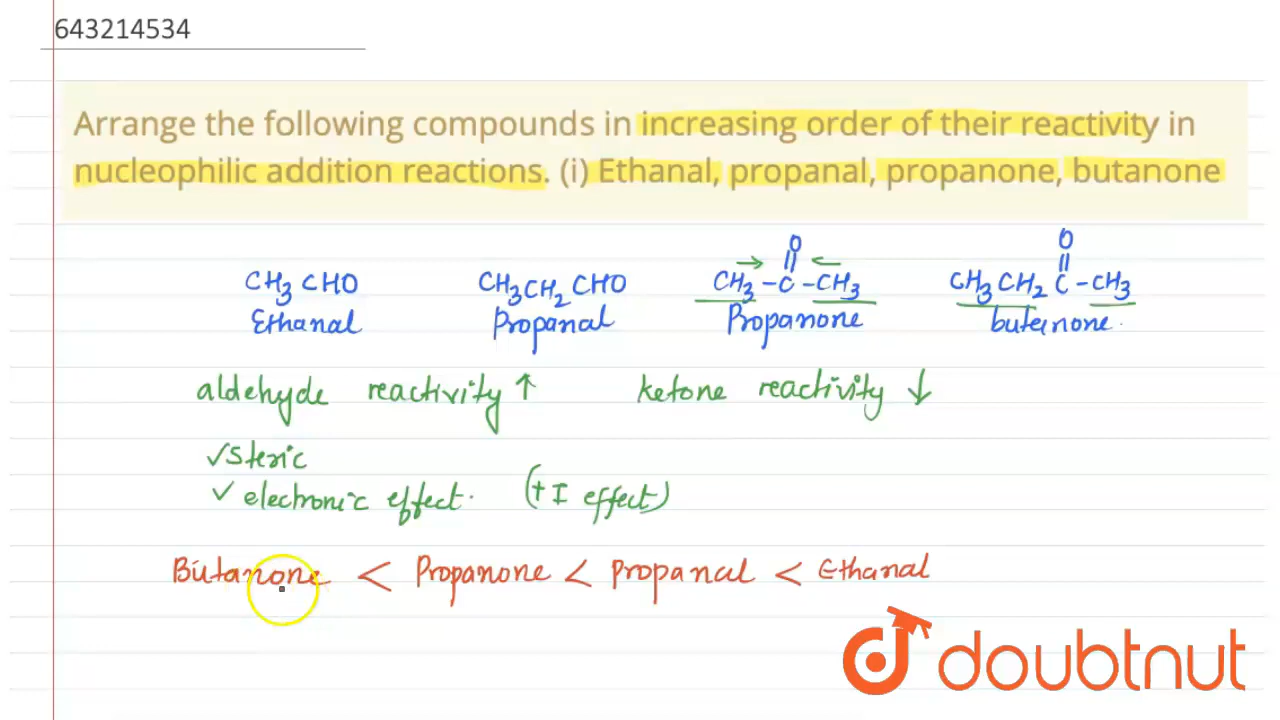 643214534
Arrange the following compounds in increasing order of their reactivity in
nucleophilic addition reactions. (i) Ethanal, propanal, propanone, butanone
O O
CH3 CHO CH3CH2 CHO CH3 - C - CH3 CH3 CH2 C - CH3
Ethanal Propanal Propanone butanone.
aldehyde reactivity ↑ ketone reactivity ↓
✓ Steric
✓ electronic effect. (+ I effect)
Butanone < Propanone < Propanal < Ethanal
doubtnut